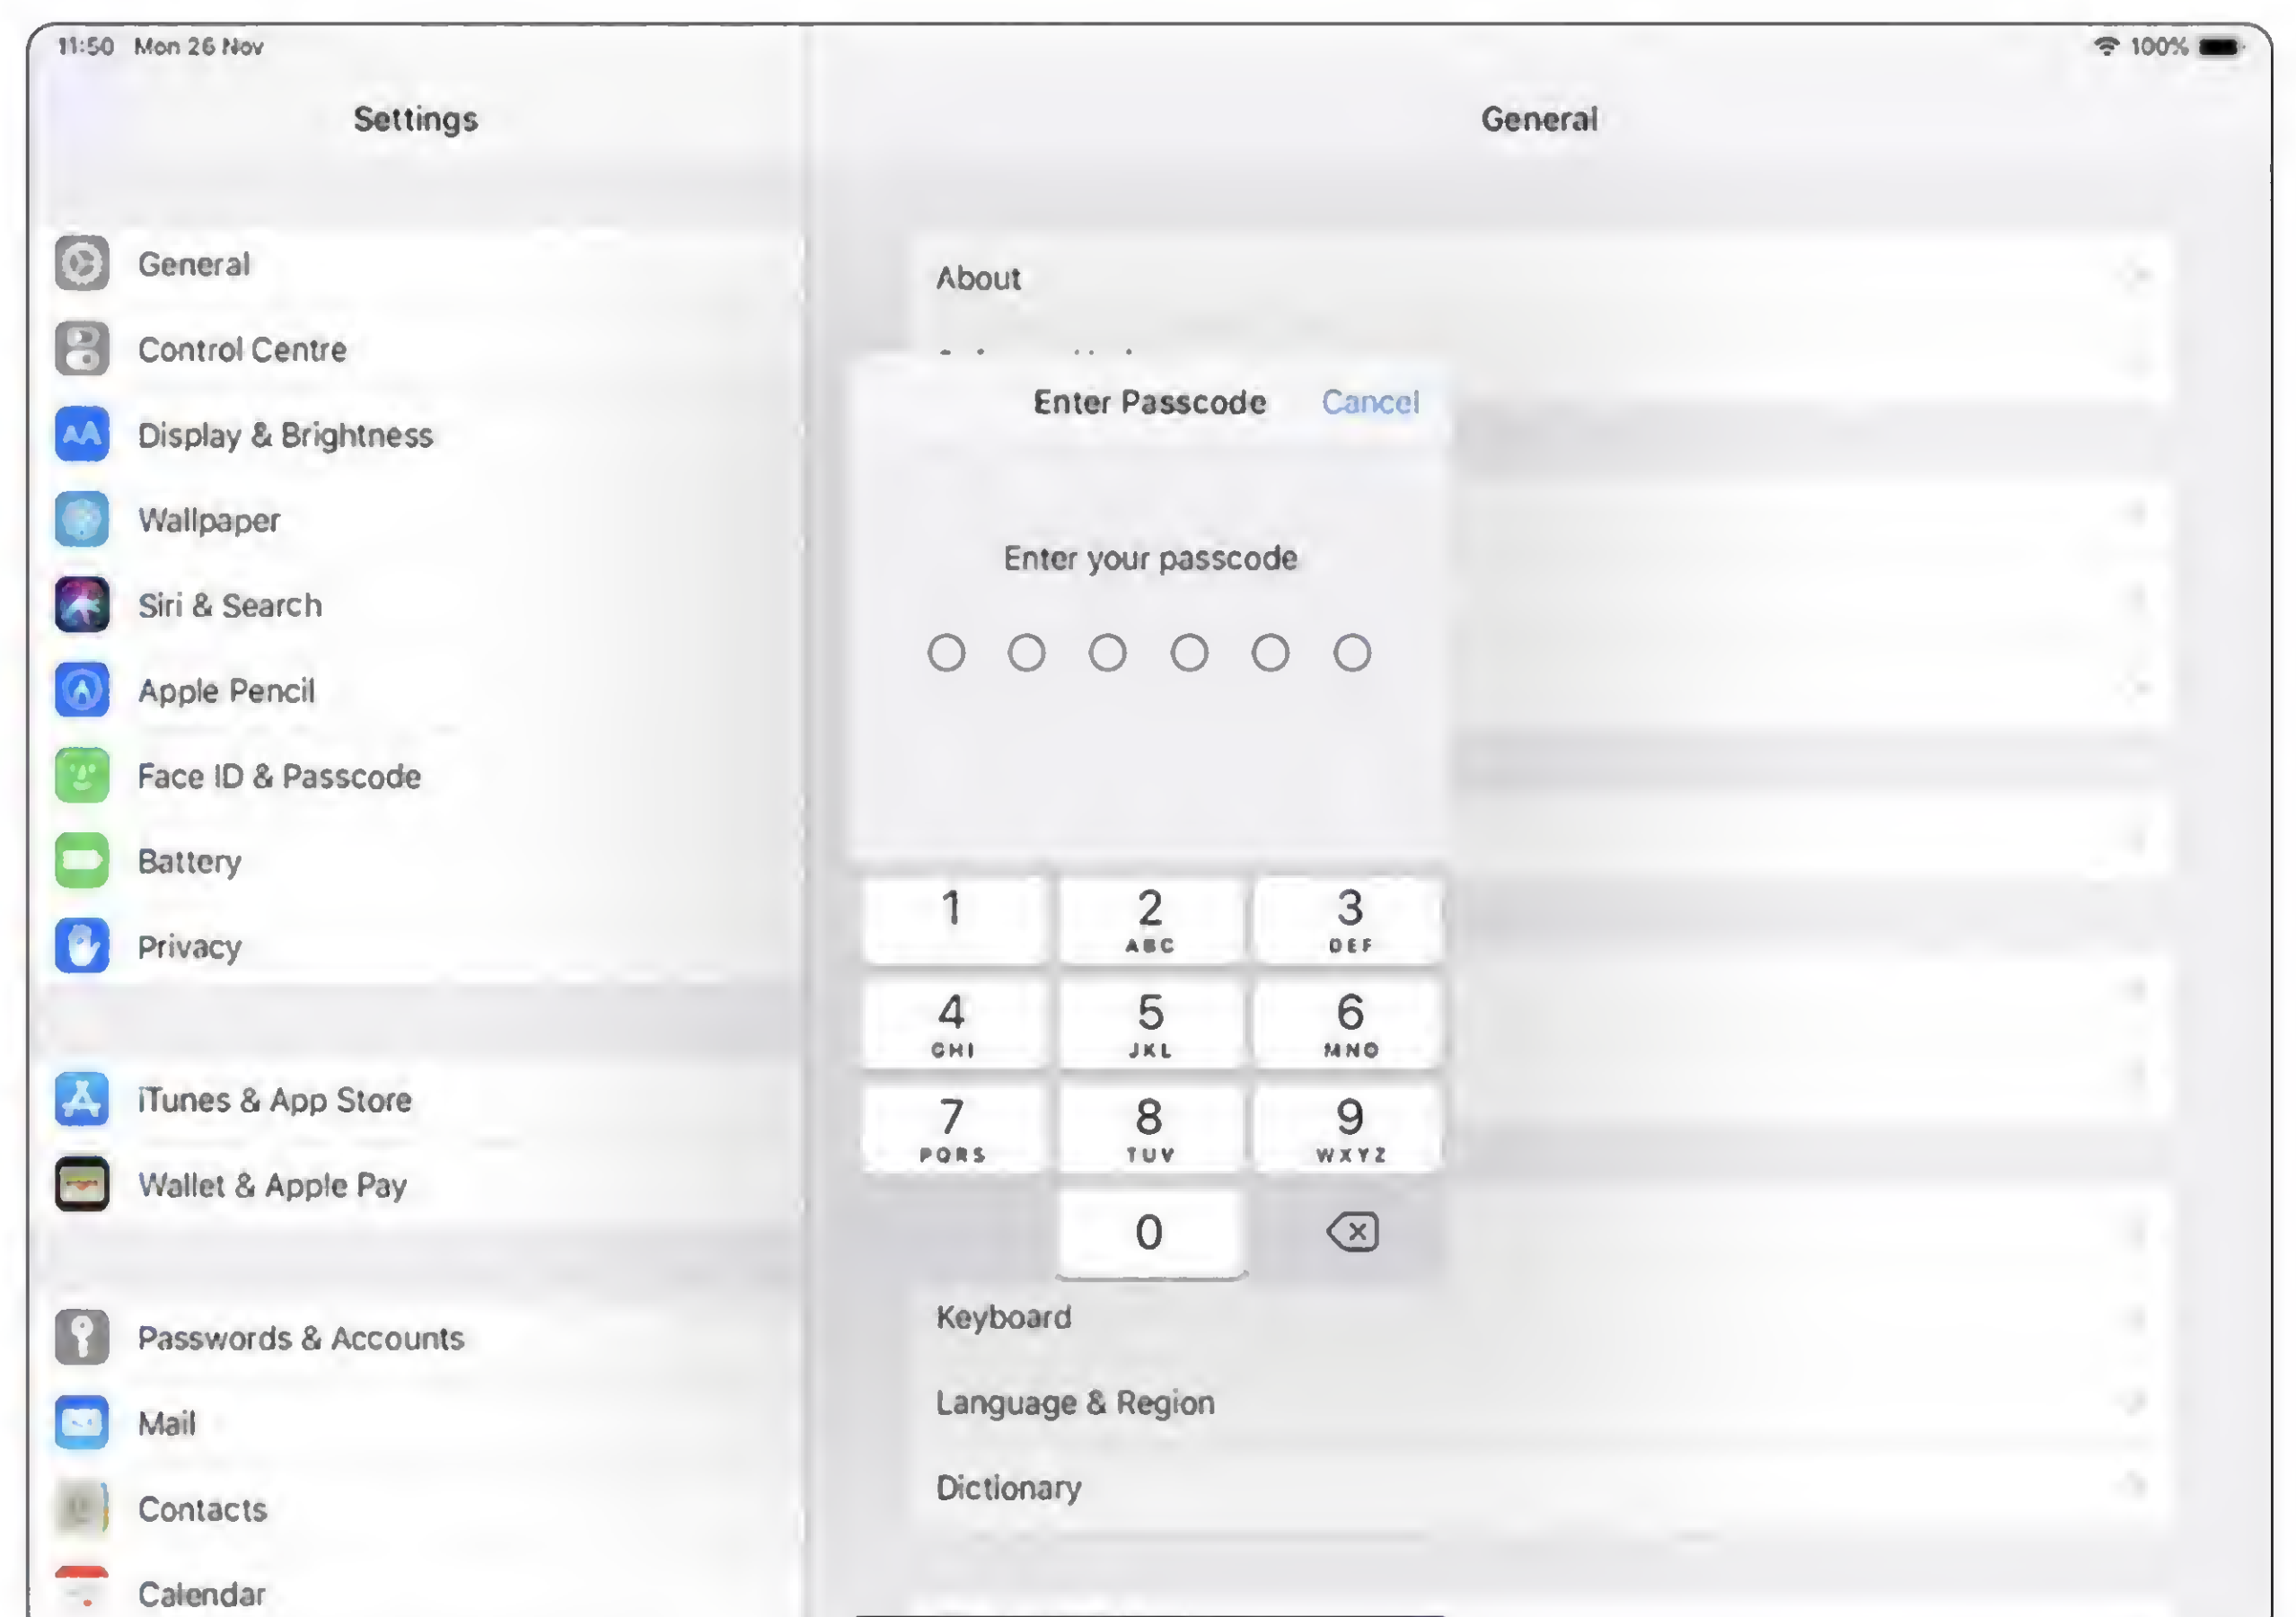 11:50 Mon 26 Nov
100%
Settings
General
General
Control Centre
Display & Brightness
Wallpaper
Siri & Search
Apple Pencil
Face ID & Passcode
Battery
Privacy
iTunes & App Store
Wallet & Apple Pay
Passwords & Accounts
Mail
Contacts
Calendar
About
Enter Passcode
Cancel
Enter your passcode
1 2 3
ABC DEF
4 5 6
GHI JKL MNO
7 8 9
PQRS TUV WXYZ
0
Keyboard
Language & Region
Dictionary